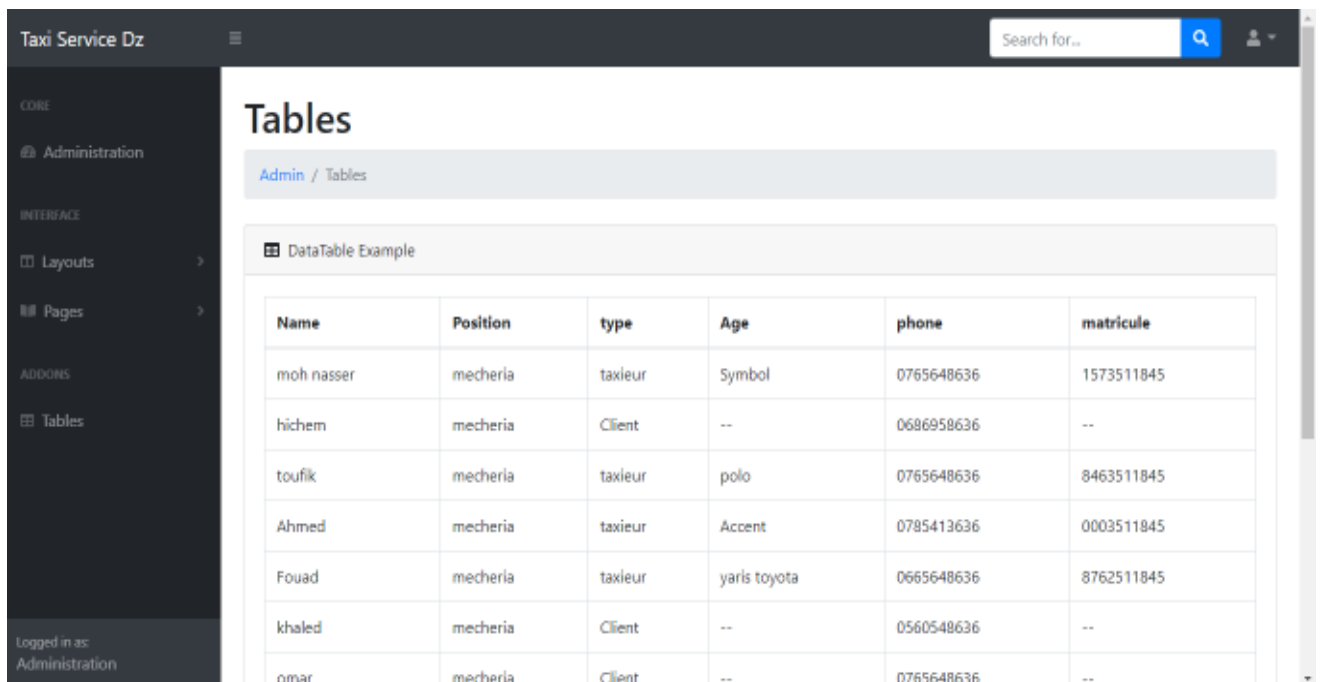 Taxi Service Dz
Search for...
CORE
Administration
INTERFACE
Layouts
Pages
ADDONS
Tables
Logged in as:
Administration
Tables
Admin / Tables
DataTable Example
Name Position type Age phone matricule
moh nasser mecheria taxieur Symbol 0765648636 1573511845
hichem mecheria Client -- 0686958636 --
toufik mecheria taxieur polo 0765648636 8463511845
Ahmed mecheria taxieur Accent 0785413636 0003511845
Fouad mecheria taxieur yaris toyota 0665648636 8762511845
khaled mecheria Client -- 0560548636 --
omar mecheria Client -- 0765648636 --